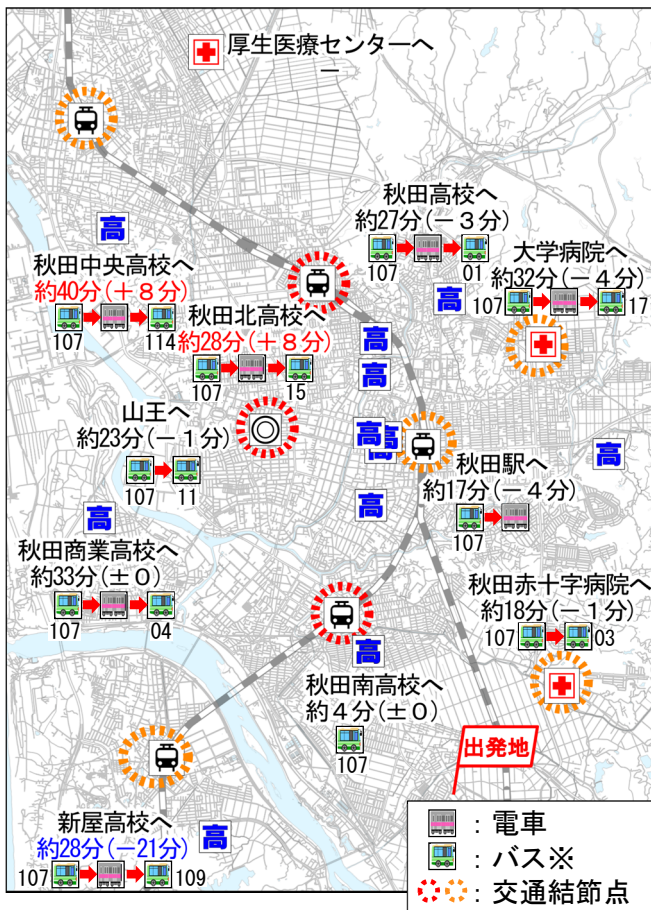 厚生医療センターへ
－
秋田高校へ
約27分(－3分)
107 01
高
大学病院へ
約32分(－4分)
107 17
高
秋田中央高校へ
約40分(＋8分)
107 114
秋田北高校へ
約28分(＋8分)
107 15
高
高
山王へ
約23分(－1分)
107 11
高
高
高
秋田駅へ
約17分(－4分)
107
高
高
秋田商業高校へ
約33分(±0)
107 04
秋田赤十字病院へ
約18分(－1分)
107 03
高
秋田南高校へ
約4分(±0)
107
出発地
高
新屋高校へ
約28分(－21分)
107 109
：電車
：バス※
：交通結節点